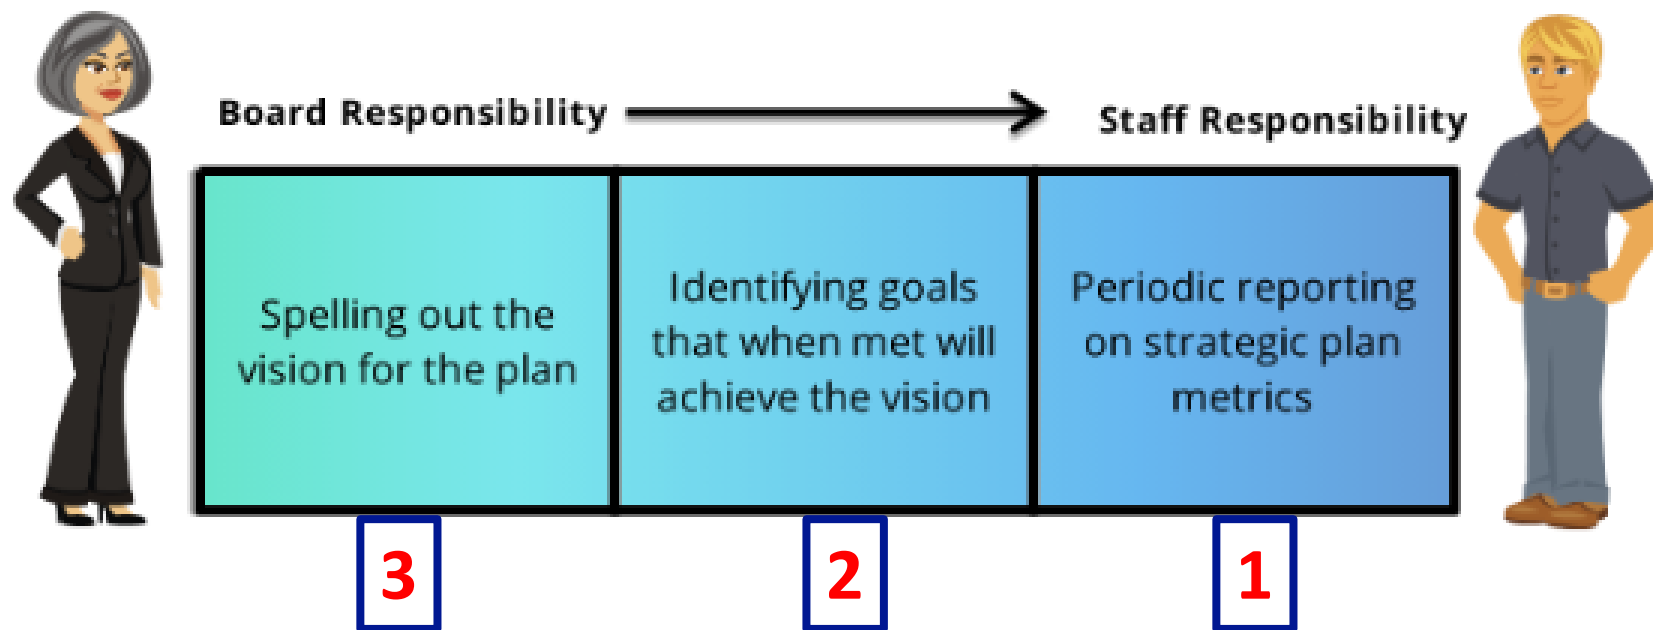 Board Responsibility
Staff Responsibility
Spelling out the
vision for the plan
Identifying goals
that when met will
achieve the vision
Periodic reporting
on strategic plan
metrics
3
2
1